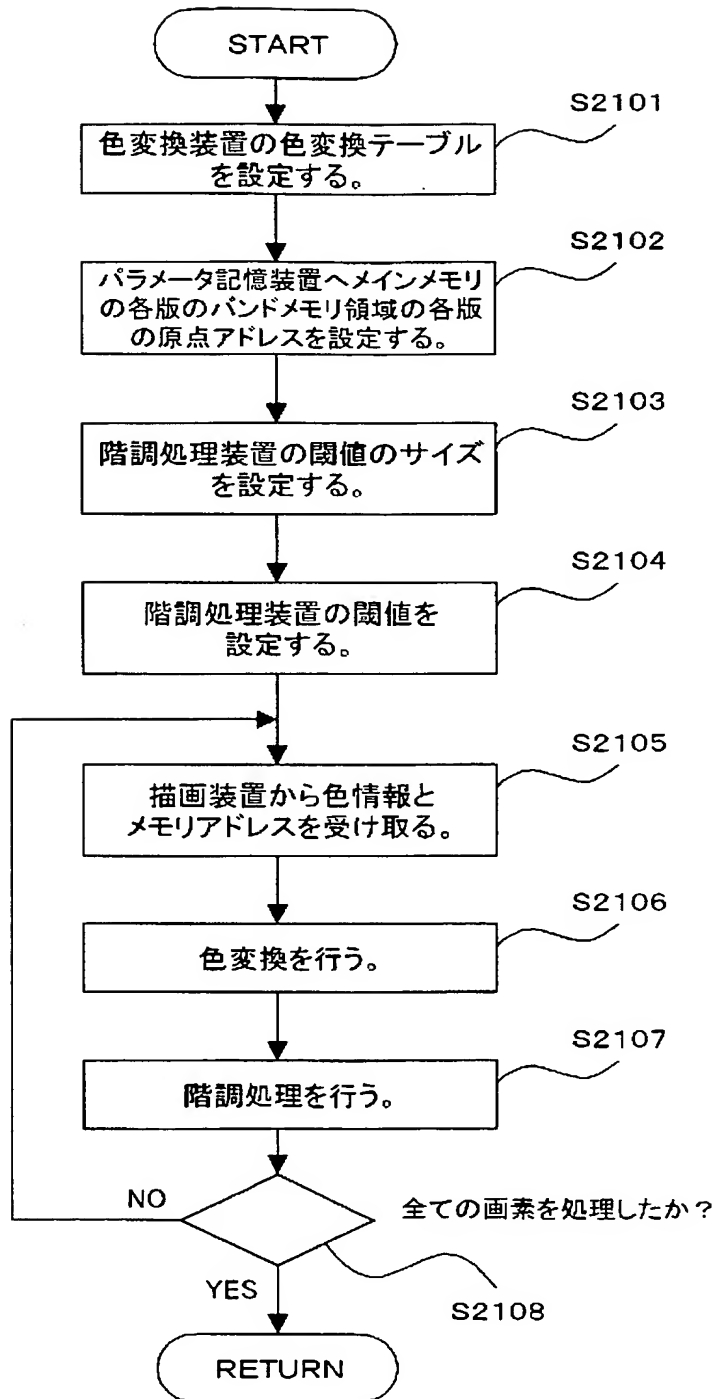 START
S2101
色変換装置の色変換テーブル
を設定する。
S2102
パラメータ記憶装置へメインメモリ
の各版のバンドメモリ領域の各版
の原点アドレスを設定する。
S2103
階調処理装置の閾値のサイズ
を設定する。
S2104
階調処理装置の閾値を
設定する。
S2105
描画装置から色情報と
メモリアドレスを受け取る。
S2106
色変換を行う。
S2107
階調処理を行う。
NO
全ての画素を処理したか？
YES
S2108
RETURN